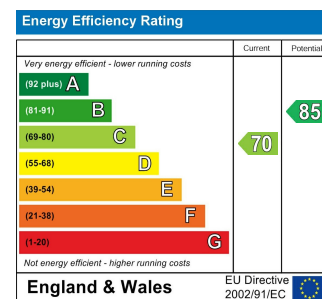 Energy Efficiency Rating
Current Potential
Very energy efficient - lower running costs
(92 plus) A
(81-91) B
85
(69-80) C
70
(55-68) D
(39-54) E
(21-38) F
(1-20) G
Not energy efficient - higher running costs
England & Wales
EU Directive
2002/91/EC